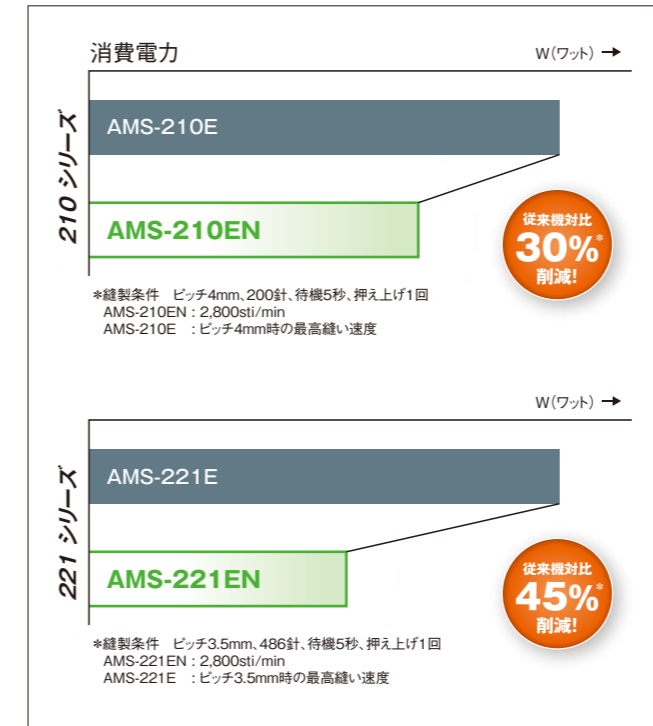 消費電力
W(ワット) →
210 シリーズ
AMS-210E
AMS-210EN
従来機対比
30%*
削減!
*縫製条件 ピッチ4mm、200針、待機5秒、押え上げ1回
AMS-210EN : 2,800sti/min
AMS-210E : ピッチ4mm時の最高縫い速度
W(ワット) →
221 シリーズ
AMS-221E
AMS-221EN
従来機対比
45%*
削減!
*縫製条件 ピッチ3.5mm、486針、待機5秒、押え上げ1回
AMS-221EN : 2,800sti/min
AMS-221E : ピッチ3.5mm時の最高縫い速度